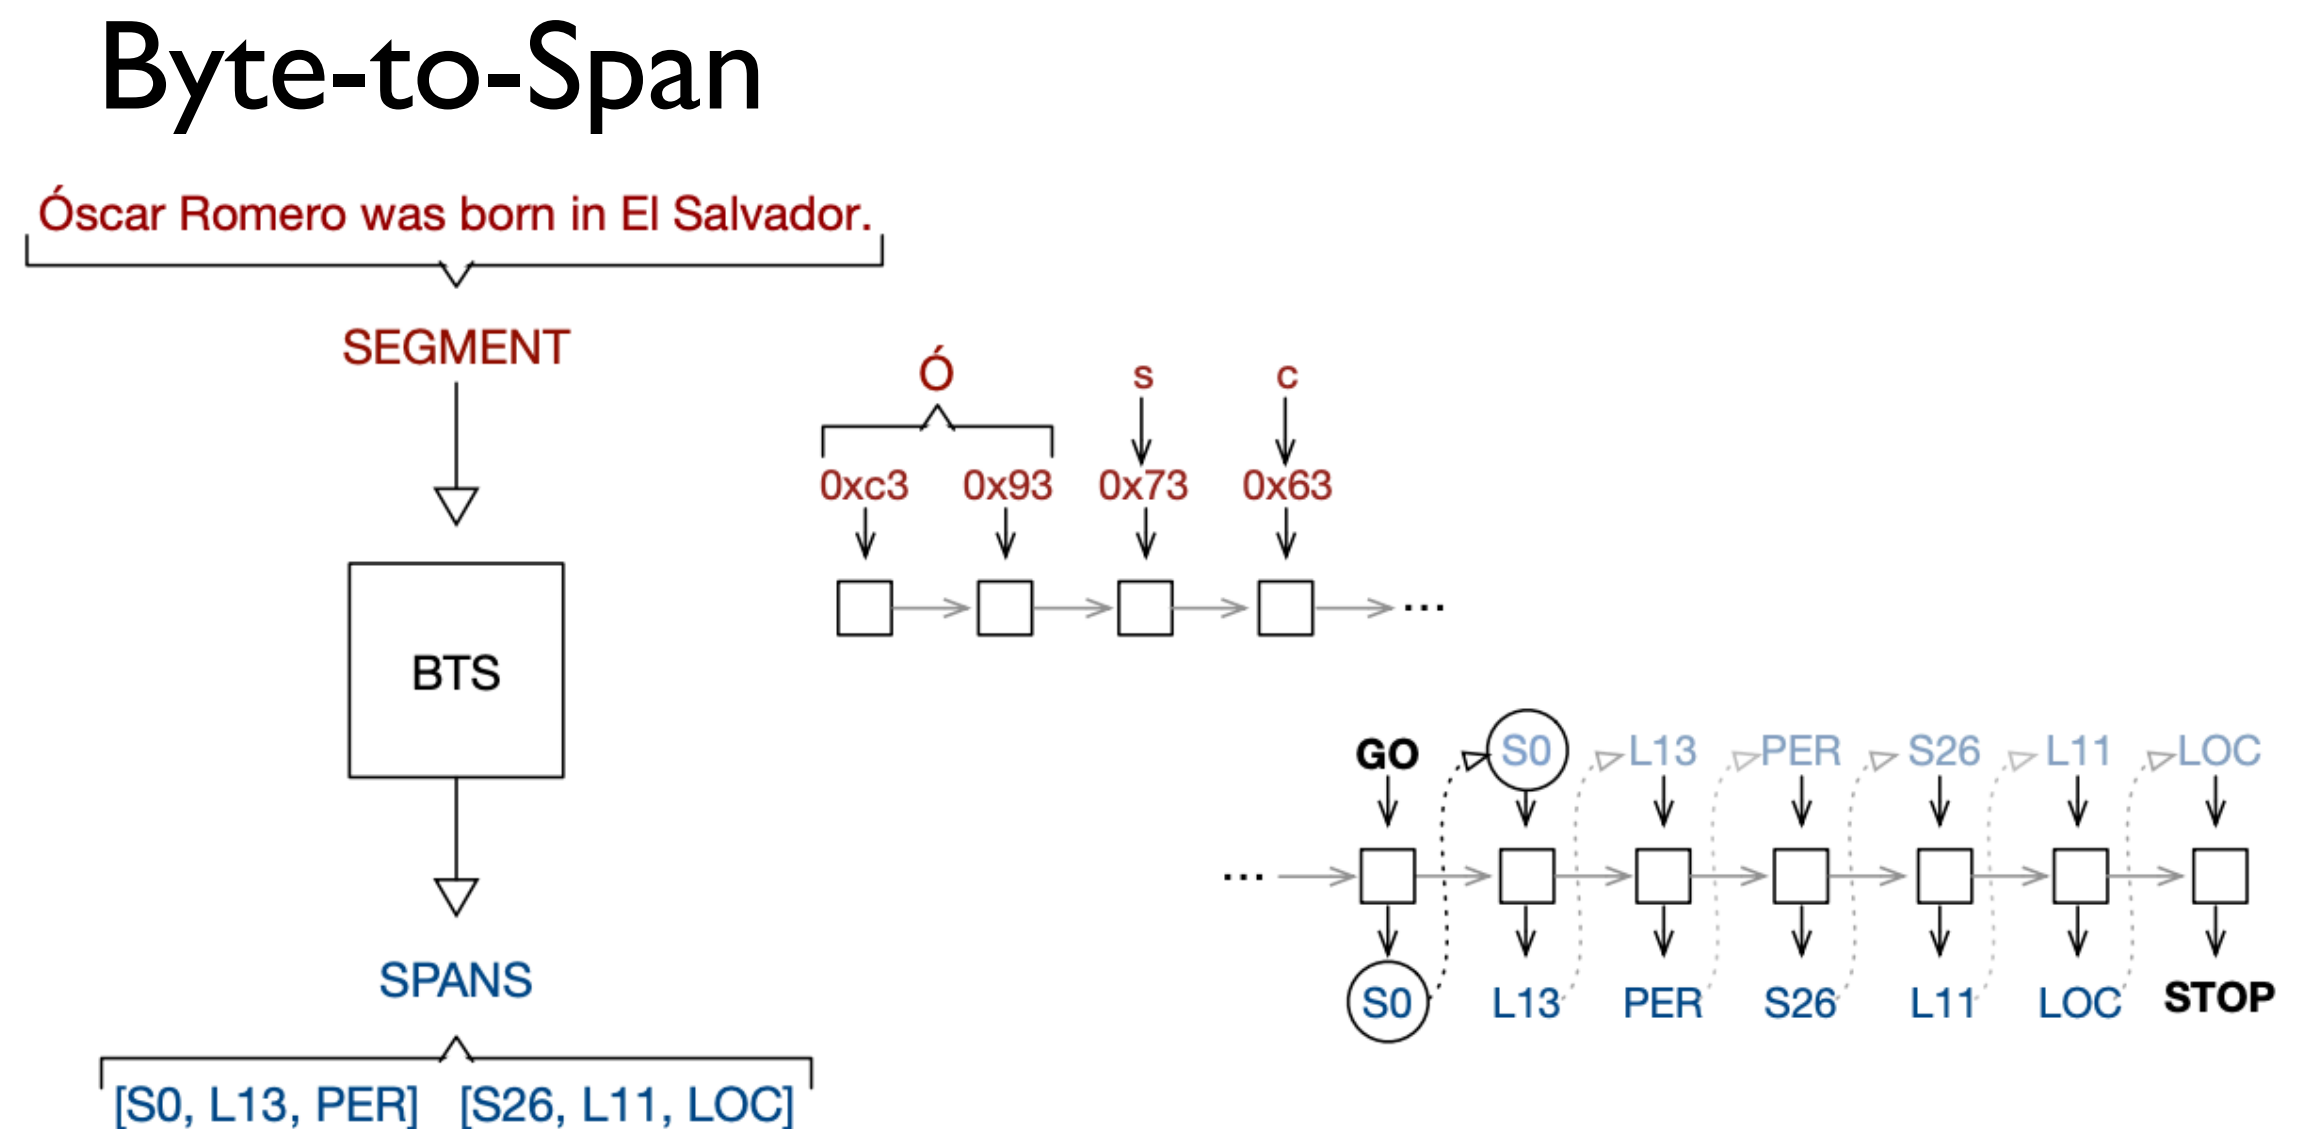 Byte-to-Span
Óscar Romero was born in El Salvador.
SEGMENT
BTS
SPANS
[S0, L13, PER] [S26, L11, LOC]
Ó s c
0xc3 0x93 0x73 0x63
...
GO S0 L13 PER S26 L11 LOC
...
S0 L13 PER S26 L11 LOC STOP